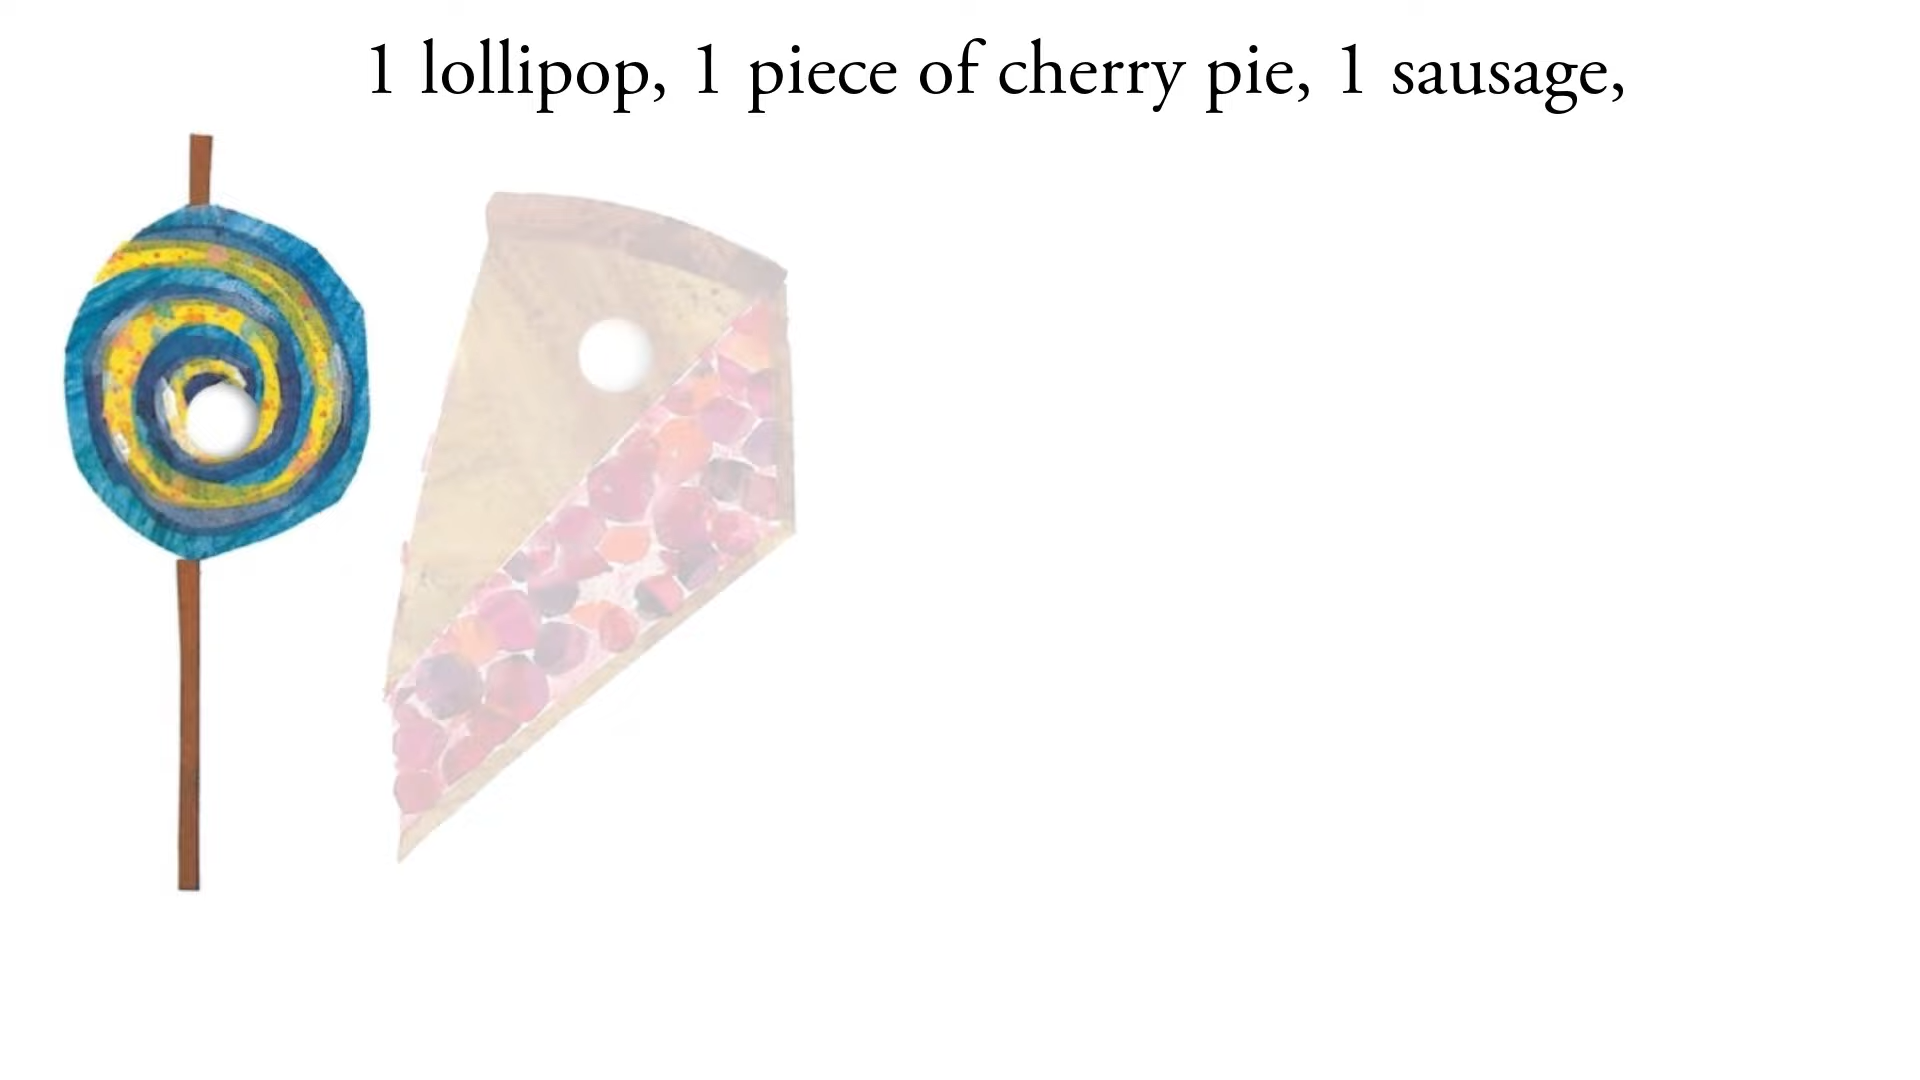 1 lollipop, 1 piece of cherry pie, 1 sausage,